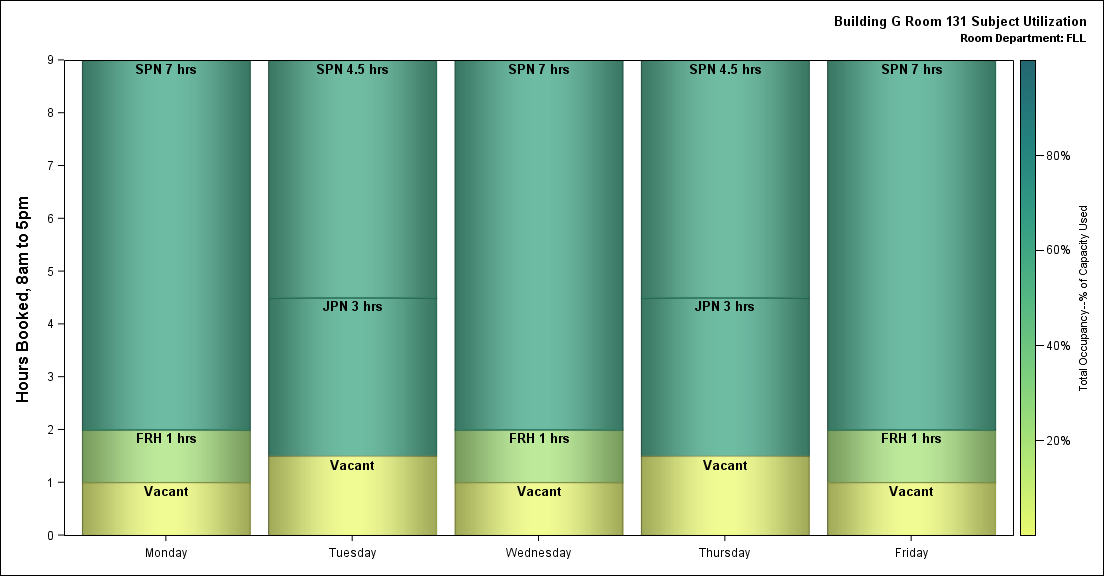 Building G Room 131 Subject Utilization
Room Department: FLL
Hours Booked, 8am to 5pm
9
8
7
6
5
4
3
2
1
0
SPN 7 hrs
FRH 1 hrs
Vacant
Monday
SPN 4.5 hrs
JPN 3 hrs
Vacant
Tuesday
SPN 7 hrs
FRH 1 hrs
Vacant
Wednesday
SPN 4.5 hrs
JPN 3 hrs
Vacant
Thursday
SPN 7 hrs
FRH 1 hrs
Vacant
Friday
80%
60%
40%
20%
Total Occupancy--% of Capacity Used